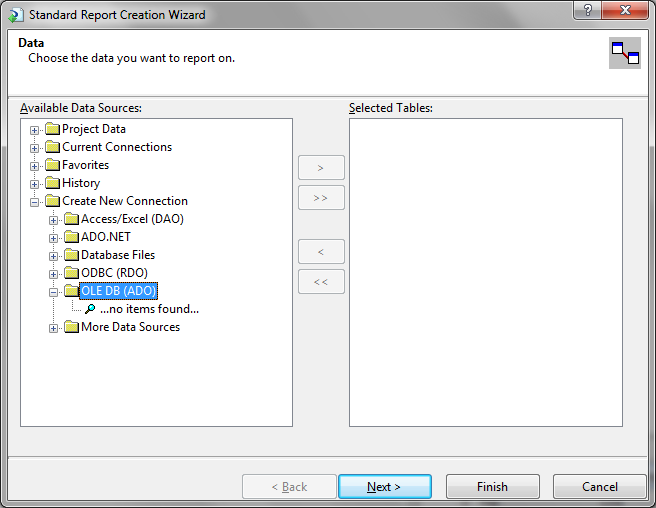 Standard Report Creation Wizard
?
Data
Choose the data you want to report on.
Available Data Sources:
Selected Tables:
Project Data
Current Connections
Favorites
History
Create New Connection
Access/Excel (DAO)
ADO.NET
Database Files
ODBC (RDO)
OLE DB (ADO)
...no items found...
More Data Sources
>
>>
<
<<
< Back
Next >
Finish
Cancel